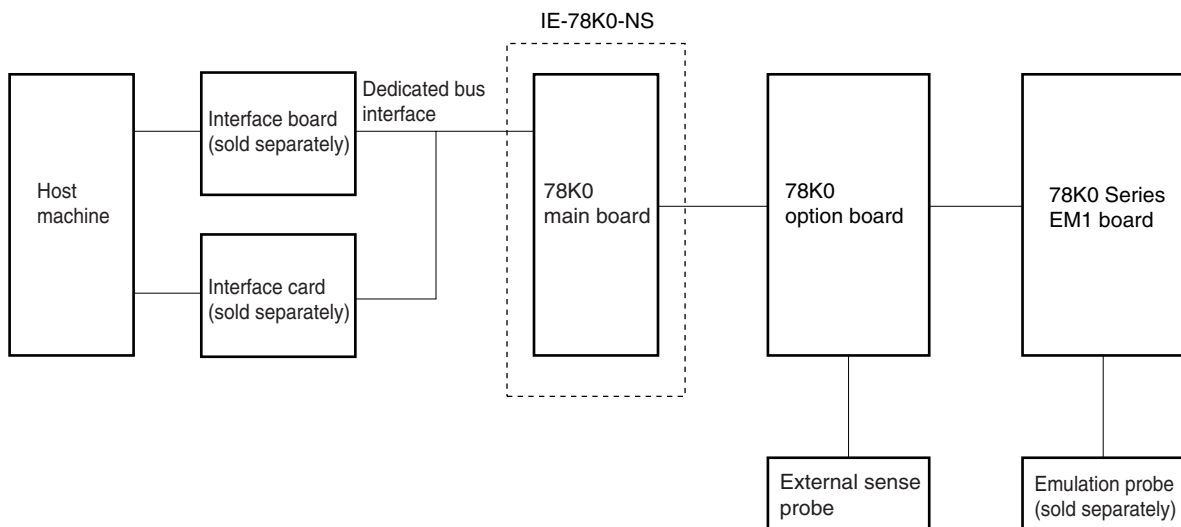 IE-78K0-NS
Dedicated bus
interface
Interface board
(sold separately)
Host
machine
Interface card
(sold separately)
78K0
main board
78K0
option board
78K0 Series
EM1 board
External sense
probe
Emulation probe
(sold separately)